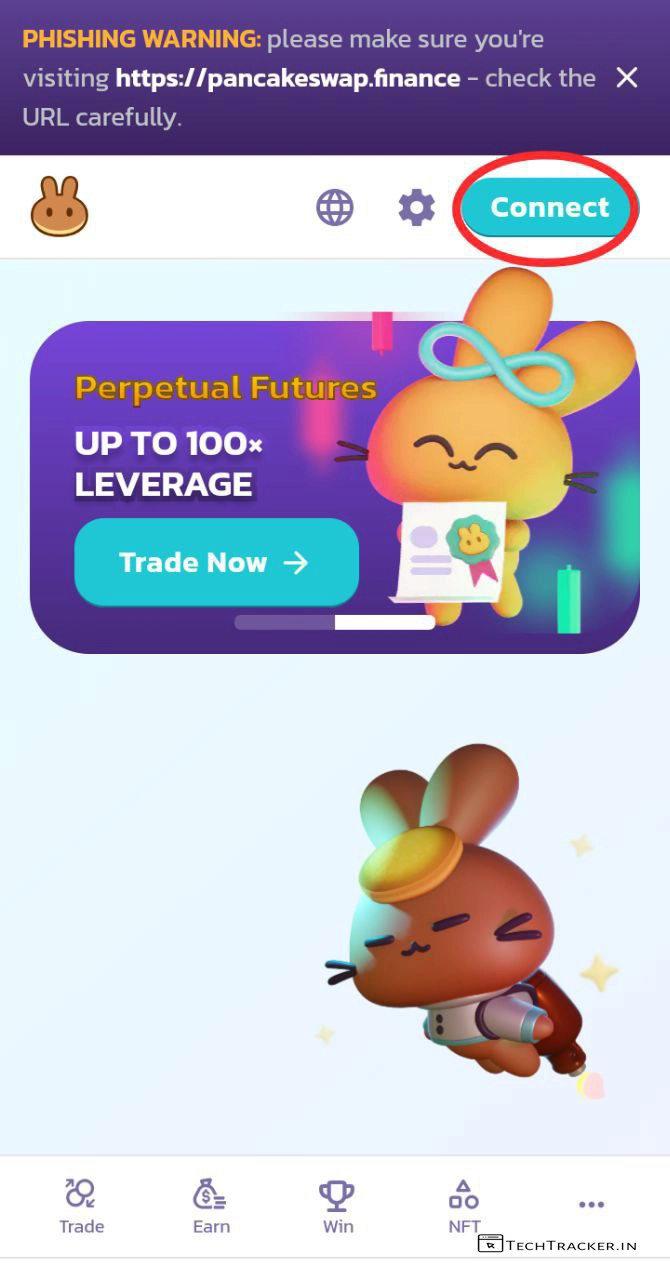 PHISHING WARNING: please make sure you're
visiting https://pancakeswap.finance - check the
URL carefully.
Connect
Perpetual Futures
UP TO 100×
LEVERAGE
Trade Now
Trade
Earn
Win
NFT
TECHTRACKER.IN